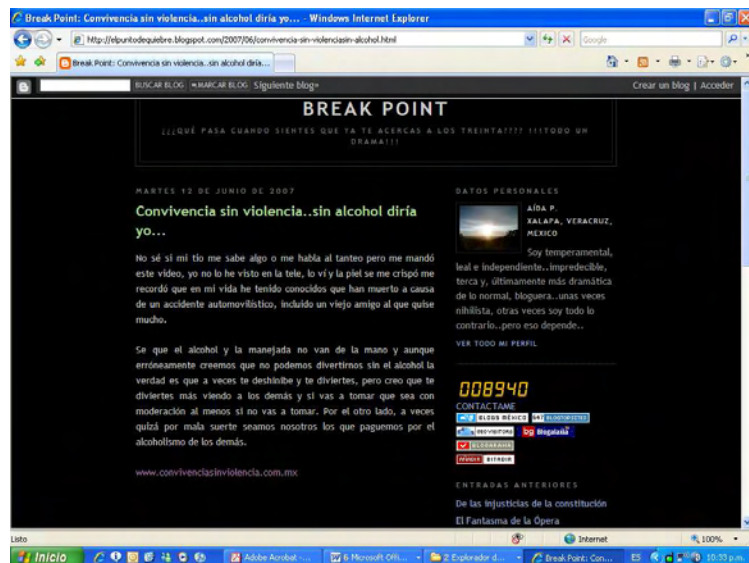 Break Point: Convivencia sin violencia..sin alcohol diría yo... - Windows Internet Explorer
http://elpuntodequiebre.blogspot.com/2007/06/convivencia-sin-violenciasin-alcohol.html
Google
Break Point: Convivencia sin violencia..sin alcohol diría...
BUSCAR BLOG MARCAR BLOG Siguiente blog»
Crear un blog | Acceder
BREAK POINT
¿¿¿QUÉ PASA CUANDO SIENTES QUE YA TE ACERCAS A LOS TREINTA???? !!!TODO UN
DRAMA!!!
MARTES 12 DE JUNIO DE 2007
Convivencia sin violencia..sin alcohol diría
yo...
No sé si mi tio me sabe algo o me habla al tanteo pero me mandó
este video, yo no lo he visto en la tele, lo ví y la piel se me crispó me
recordó que en mi vida he tenido conocidos que han muerto a causa
de un accidente automovilístico, incluido un viejo amigo al que quise
mucho.
Se que el alcohol y la manejada no van de la mano y aunque
erróneamente creemos que no podemos divertirnos sin el alcohol la
verdad es que a veces te deshinibe y te diviertes, pero creo que te
diviertes más viendo a los demás y si vas a tomar que sea con
moderación al menos si no vas a tomar. Por el otro lado, a veces
quizá por mala suerte seamos nosotros los que paguemos por el
alcoholismo de los demás.
www.convivenciasinviolencia.com.mx
DATOS PERSONALES
AÍDA P.
XALAPA, VERACRUZ,
MÉXICO
Soy temperamental,
leal e independiente..impredecible,
terca y, últimamente más dramática
de lo normal, bloguera..unas veces
nihilista, otras veces soy todo lo
contrario..pero eso depende..
VER TODO MI PERFIL
008940
CONTACTAME
BLOGS MÉXICO
Blogalaxia
BITADIR
ENTRADAS ANTERIORES
De las injusticias de la constitución
El Fantasma de la Ópera
Listo
Internet
100%
Inicio
Adobe Acrobat -...
6 Microsoft Offi...
2 Explorador d...
Break Point: Con...
ES
10:33 p.m.